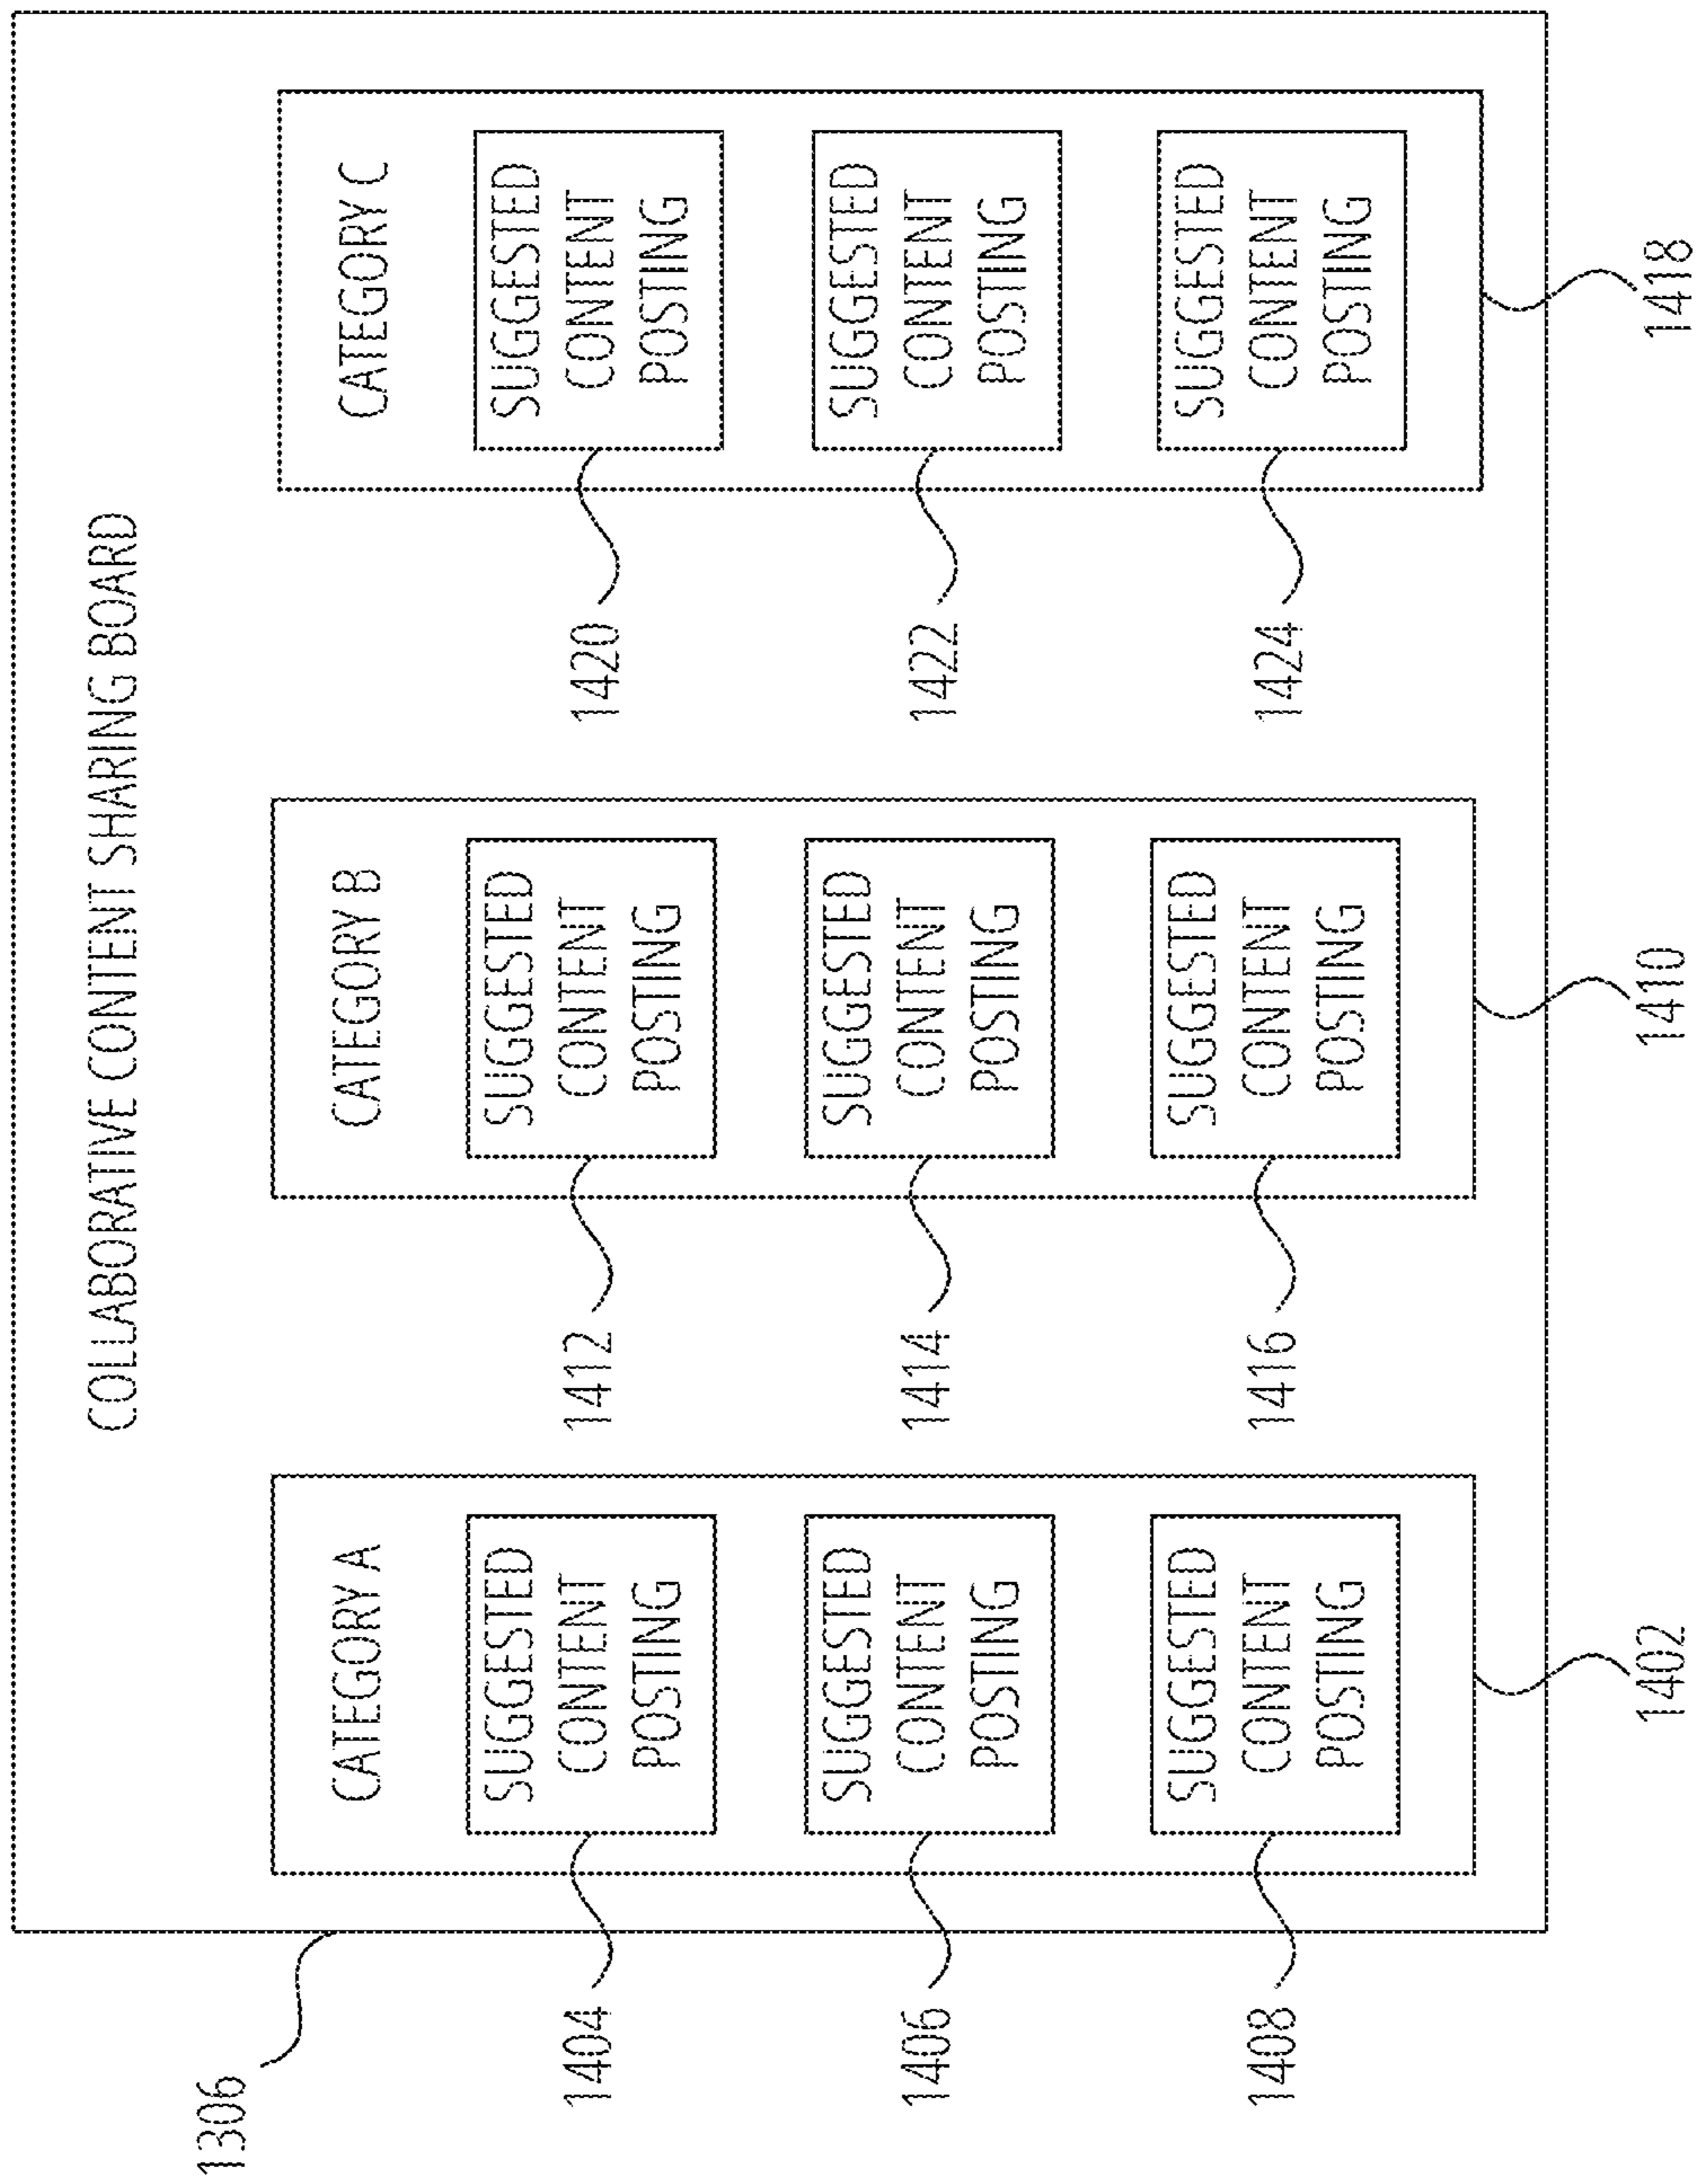 COLLABORATIVE CONTENT SHARING BOARD
1306
CATEGORY A
SUGGESTED
CONTENT
POSTING
1404
SUGGESTED
CONTENT
POSTING
1406
SUGGESTED
CONTENT
POSTING
1408
1402
CATEGORY B
SUGGESTED
CONTENT
POSTING
1412
SUGGESTED
CONTENT
POSTING
1414
SUGGESTED
CONTENT
POSTING
1416
1410
CATEGORY C
SUGGESTED
CONTENT
POSTING
1420
SUGGESTED
CONTENT
POSTING
1422
SUGGESTED
CONTENT
POSTING
1424
1418